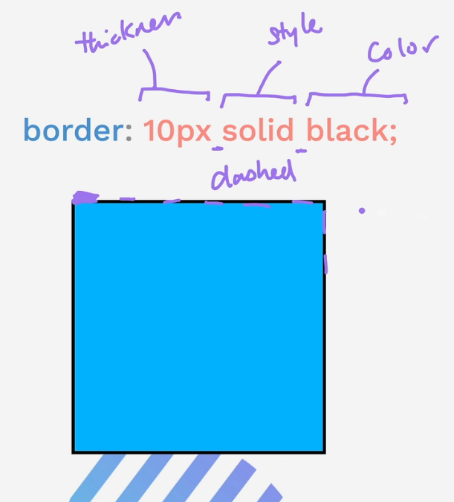 thickness
style
Color
border: 10px solid black;
dashed